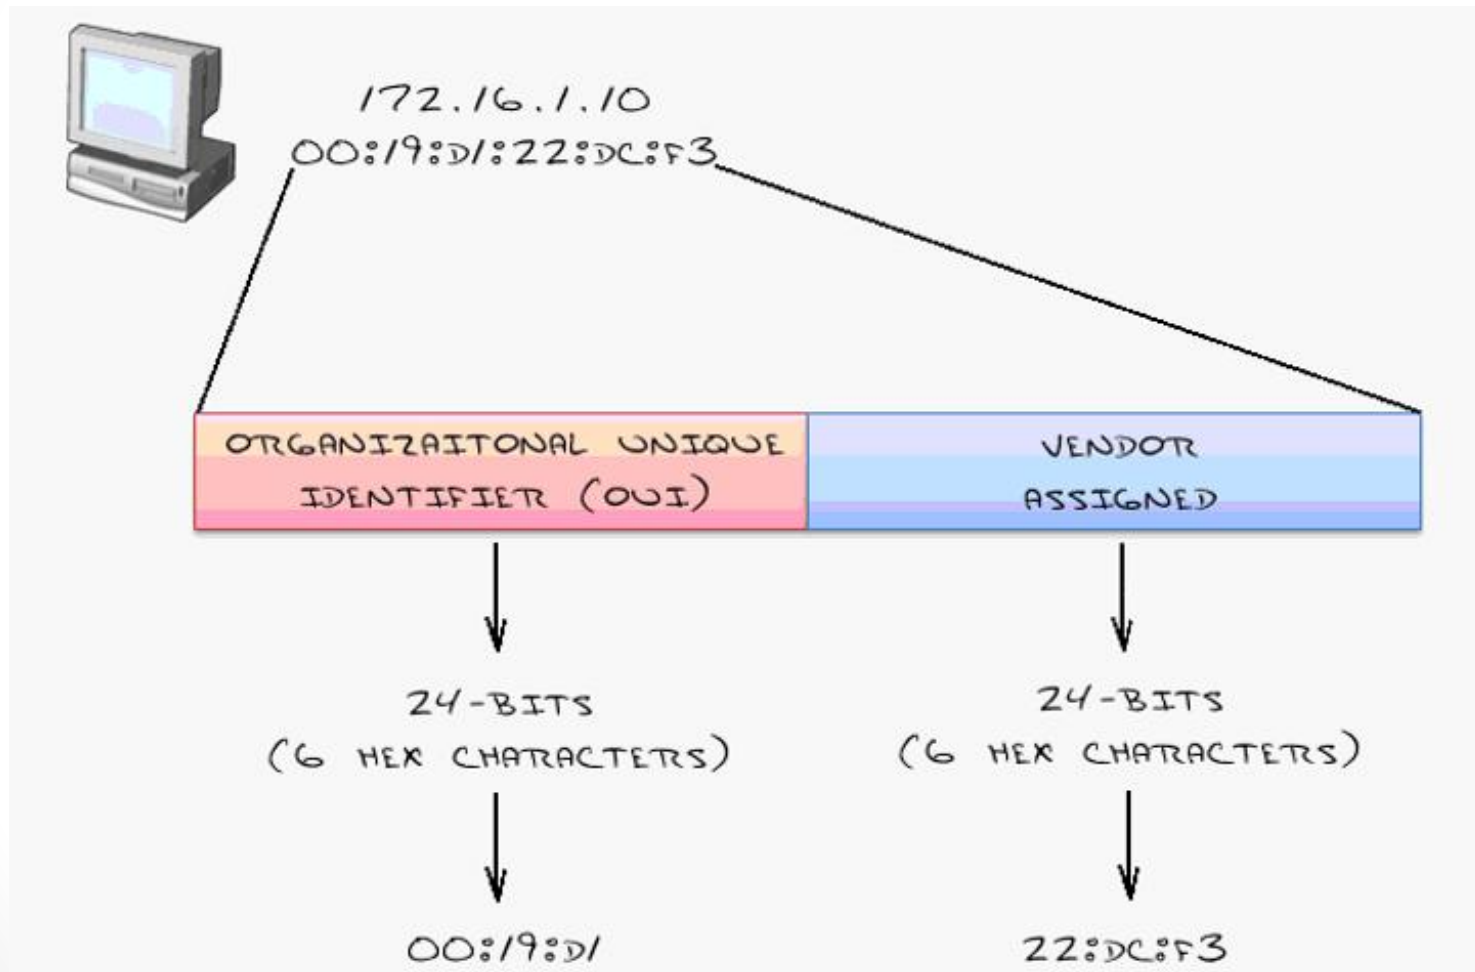 172.16.1.10
00:19:D1:22:DC:F3
ORGANIZAITONAL UNIQUE
IDENTIFIER (OUI)
VENDOR
ASSIGNED
24-BITS
(6 HEX CHARACTERS)
24-BITS
(6 HEX CHARACTERS)
00:19:D1
22:DC:F3